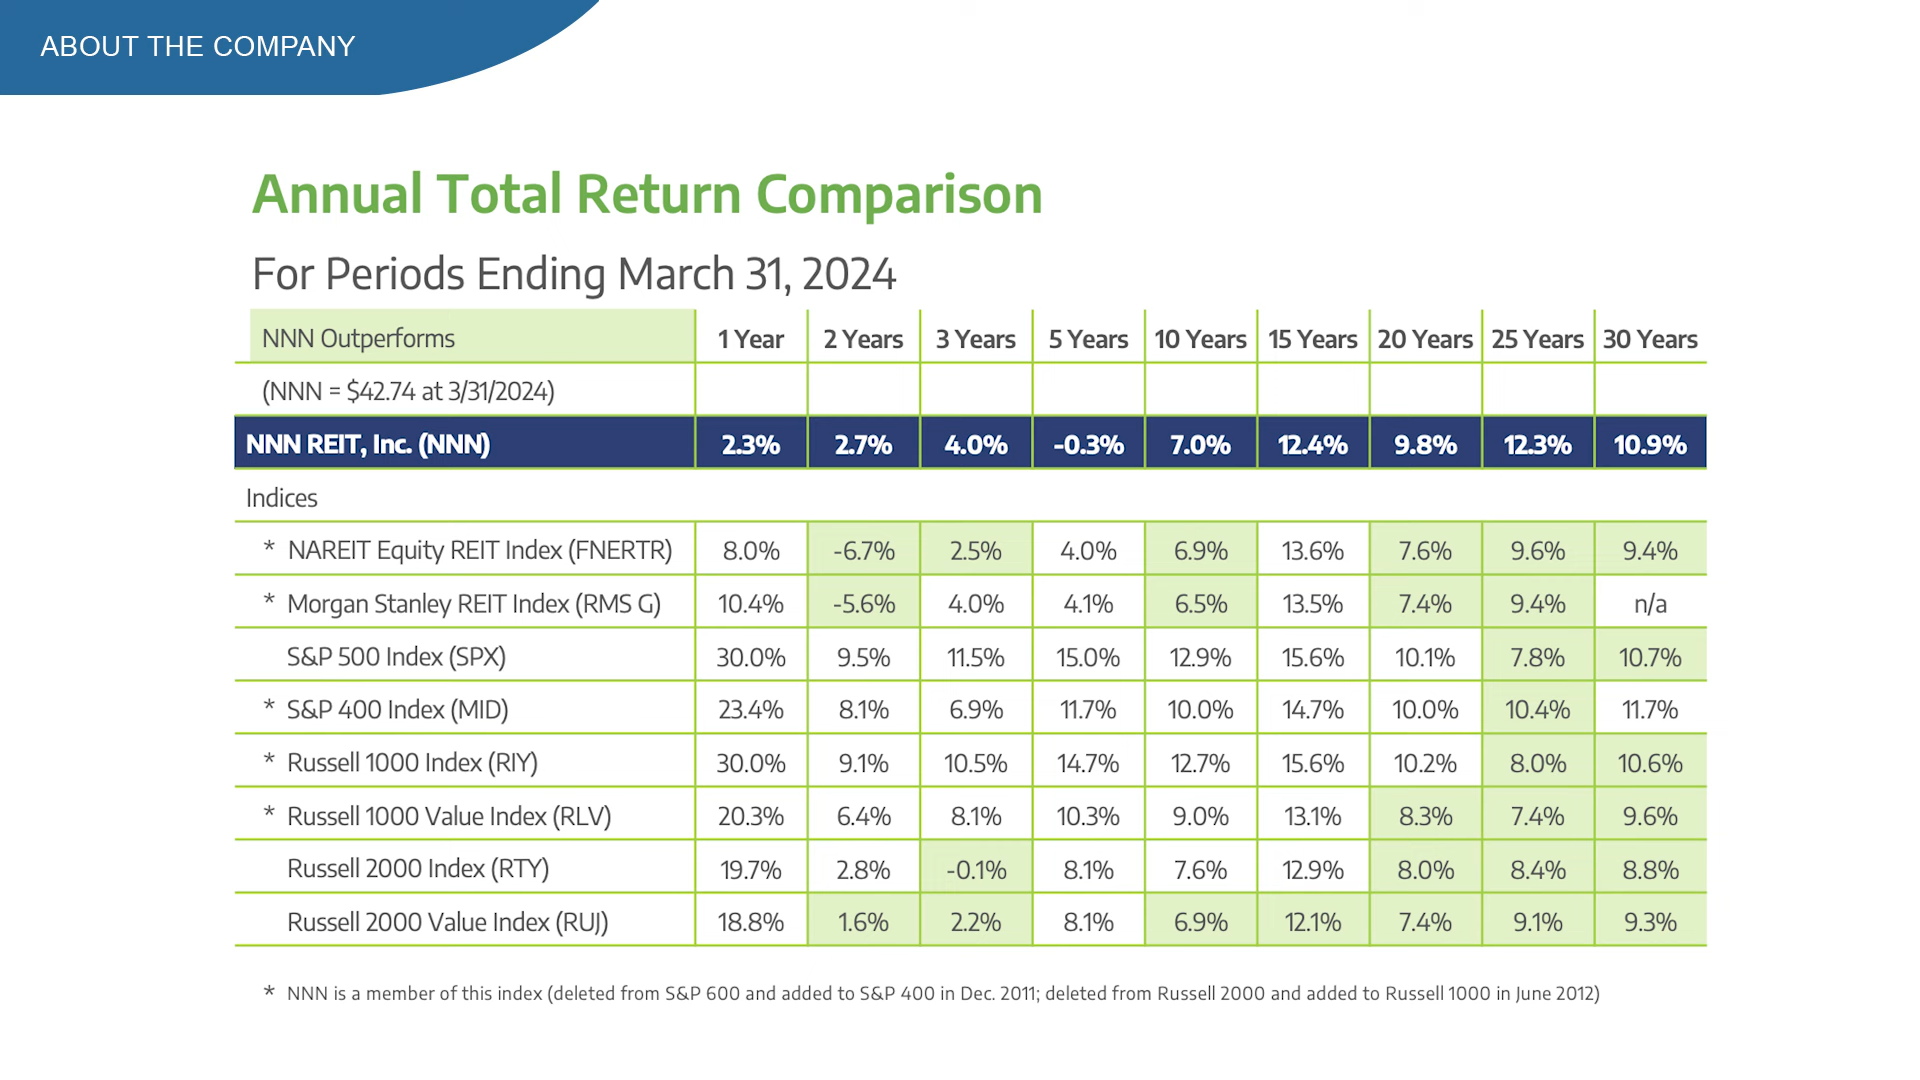 ABOUT THE COMPANY
Annual Total Return Comparison
For Periods Ending March 31, 2024
NNN Outperforms 1 Year 2 Years 3 Years 5 Years 10 Years 15 Years 20 Years 25 Years 30 Years
(NNN = $42.74 at 3/31/2024)
NNN REIT, Inc. (NNN) 2.3% 2.7% 4.0% -0.3% 7.0% 12.4% 9.8% 12.3% 10.9%
Indices
* NAREIT Equity REIT Index (FNERTR) 8.0% -6.7% 2.5% 4.0% 6.9% 13.6% 7.6% 9.6% 9.4%
* Morgan Stanley REIT Index (RMS G) 10.4% -5.6% 4.0% 4.1% 6.5% 13.5% 7.4% 9.4% n/a
S&P 500 Index (SPX) 30.0% 9.5% 11.5% 15.0% 12.9% 15.6% 10.1% 7.8% 10.7%
* S&P 400 Index (MID) 23.4% 8.1% 6.9% 11.7% 10.0% 14.7% 10.0% 10.4% 11.7%
* Russell 1000 Index (RIY) 30.0% 9.1% 10.5% 14.7% 12.7% 15.6% 10.2% 8.0% 10.6%
* Russell 1000 Value Index (RLV) 20.3% 6.4% 8.1% 10.3% 9.0% 13.1% 8.3% 7.4% 9.6%
Russell 2000 Index (RTY) 19.7% 2.8% -0.1% 8.1% 7.6% 12.9% 8.0% 8.4% 8.8%
Russell 2000 Value Index (RUJ) 18.8% 1.6% 2.2% 8.1% 6.9% 12.1% 7.4% 9.1% 9.3%
* NNN is a member of this index (deleted from S&P 600 and added to S&P 400 in Dec. 2011; deleted from Russell 2000 and added to Russell 1000 in June 2012)